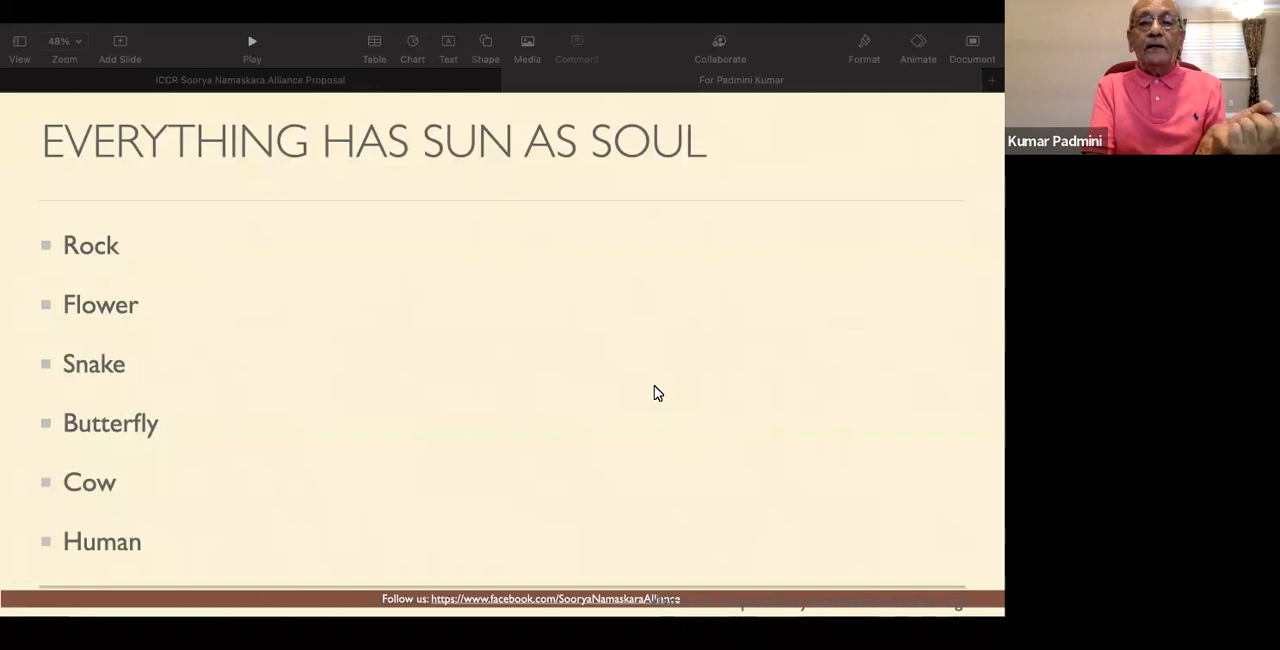 48%
View
Zoom
Add Slide
Play
Table
Chart
Text
Shape
Media
Comment
Collaborate
Format
Animate
Document
ICCR Soorya Namaskara Alliance Proposal
For Padmini Kumar
EVERYTHING HAS SUN AS SOUL
Rock
Flower
Snake
Butterfly
Cow
Human
Follow us: https://www.facebook.com/SooryaNamaskaraAlliance
Kumar Padmini